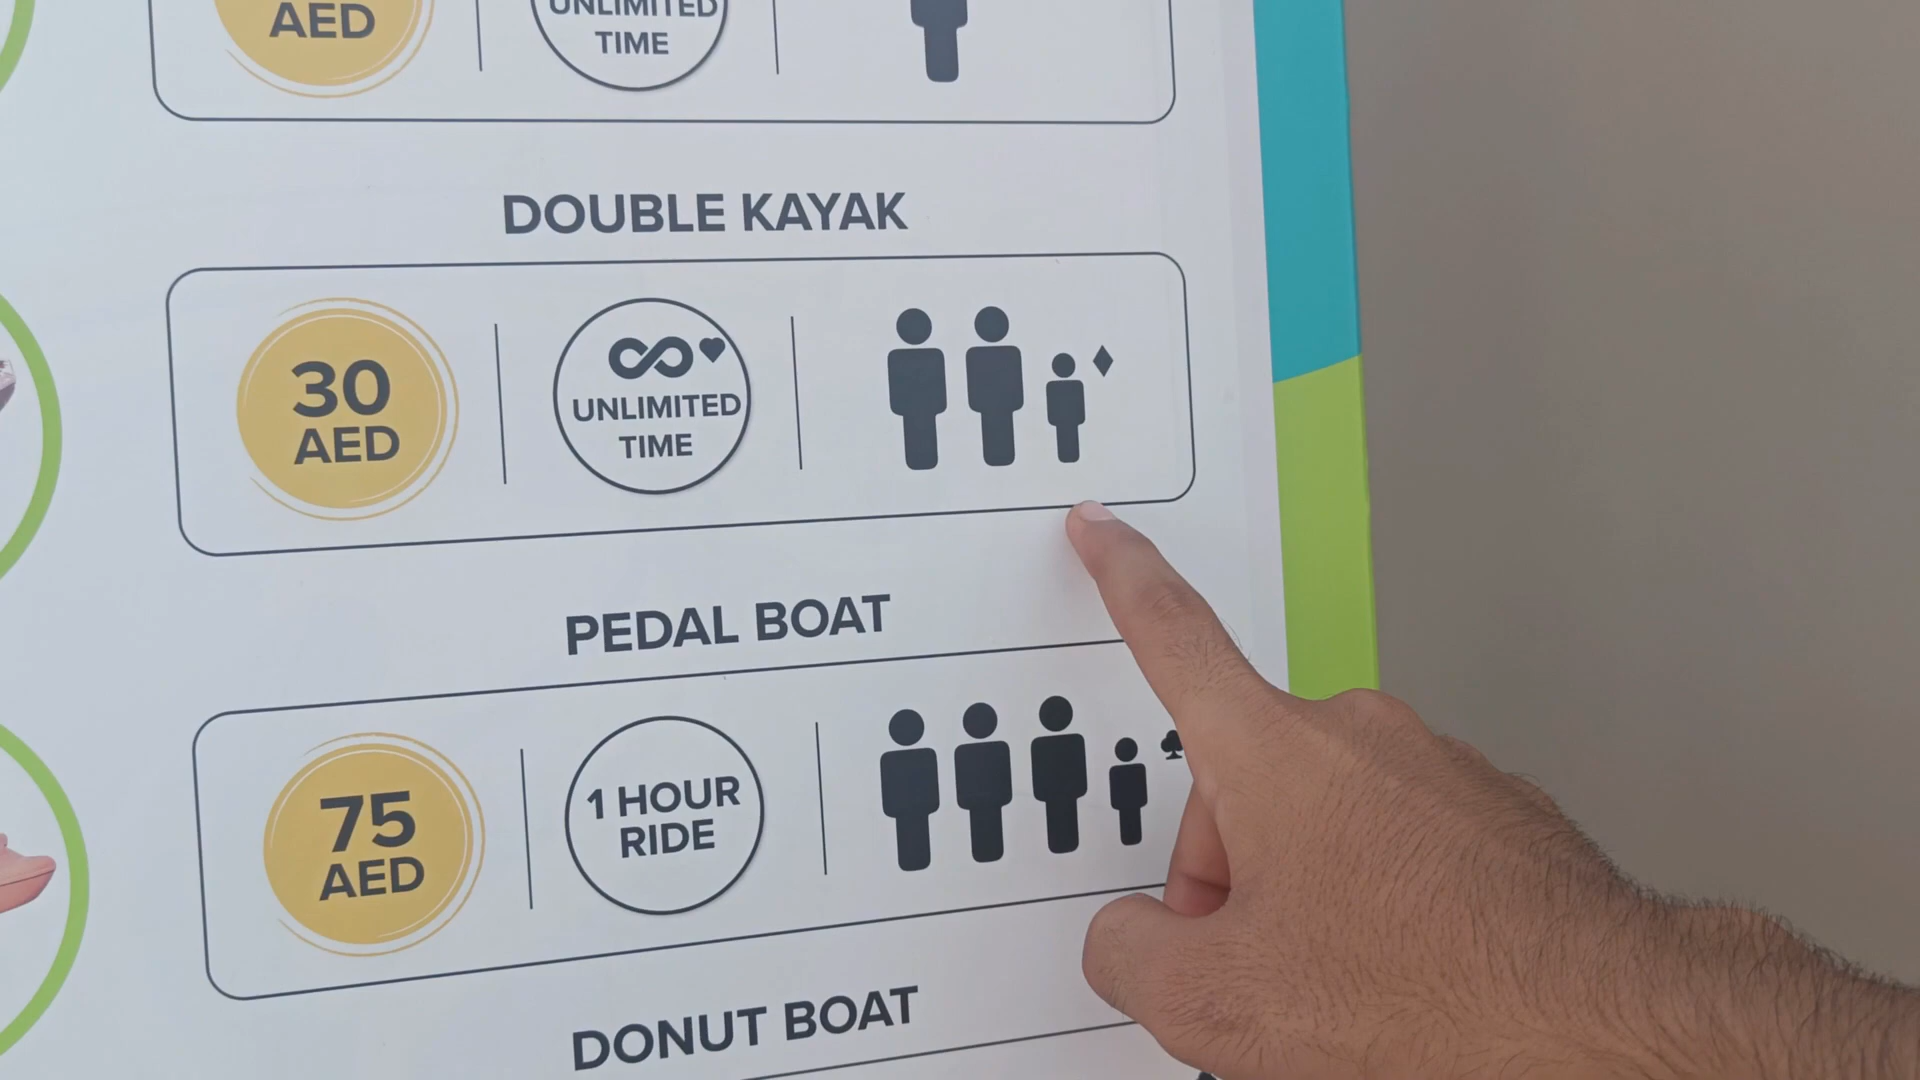 AED
UNLIMITED
TIME
DOUBLE KAYAK
30
AED
UNLIMITED
TIME
PEDAL BOAT
75
AED
1 HOUR
RIDE
DONUT BOAT